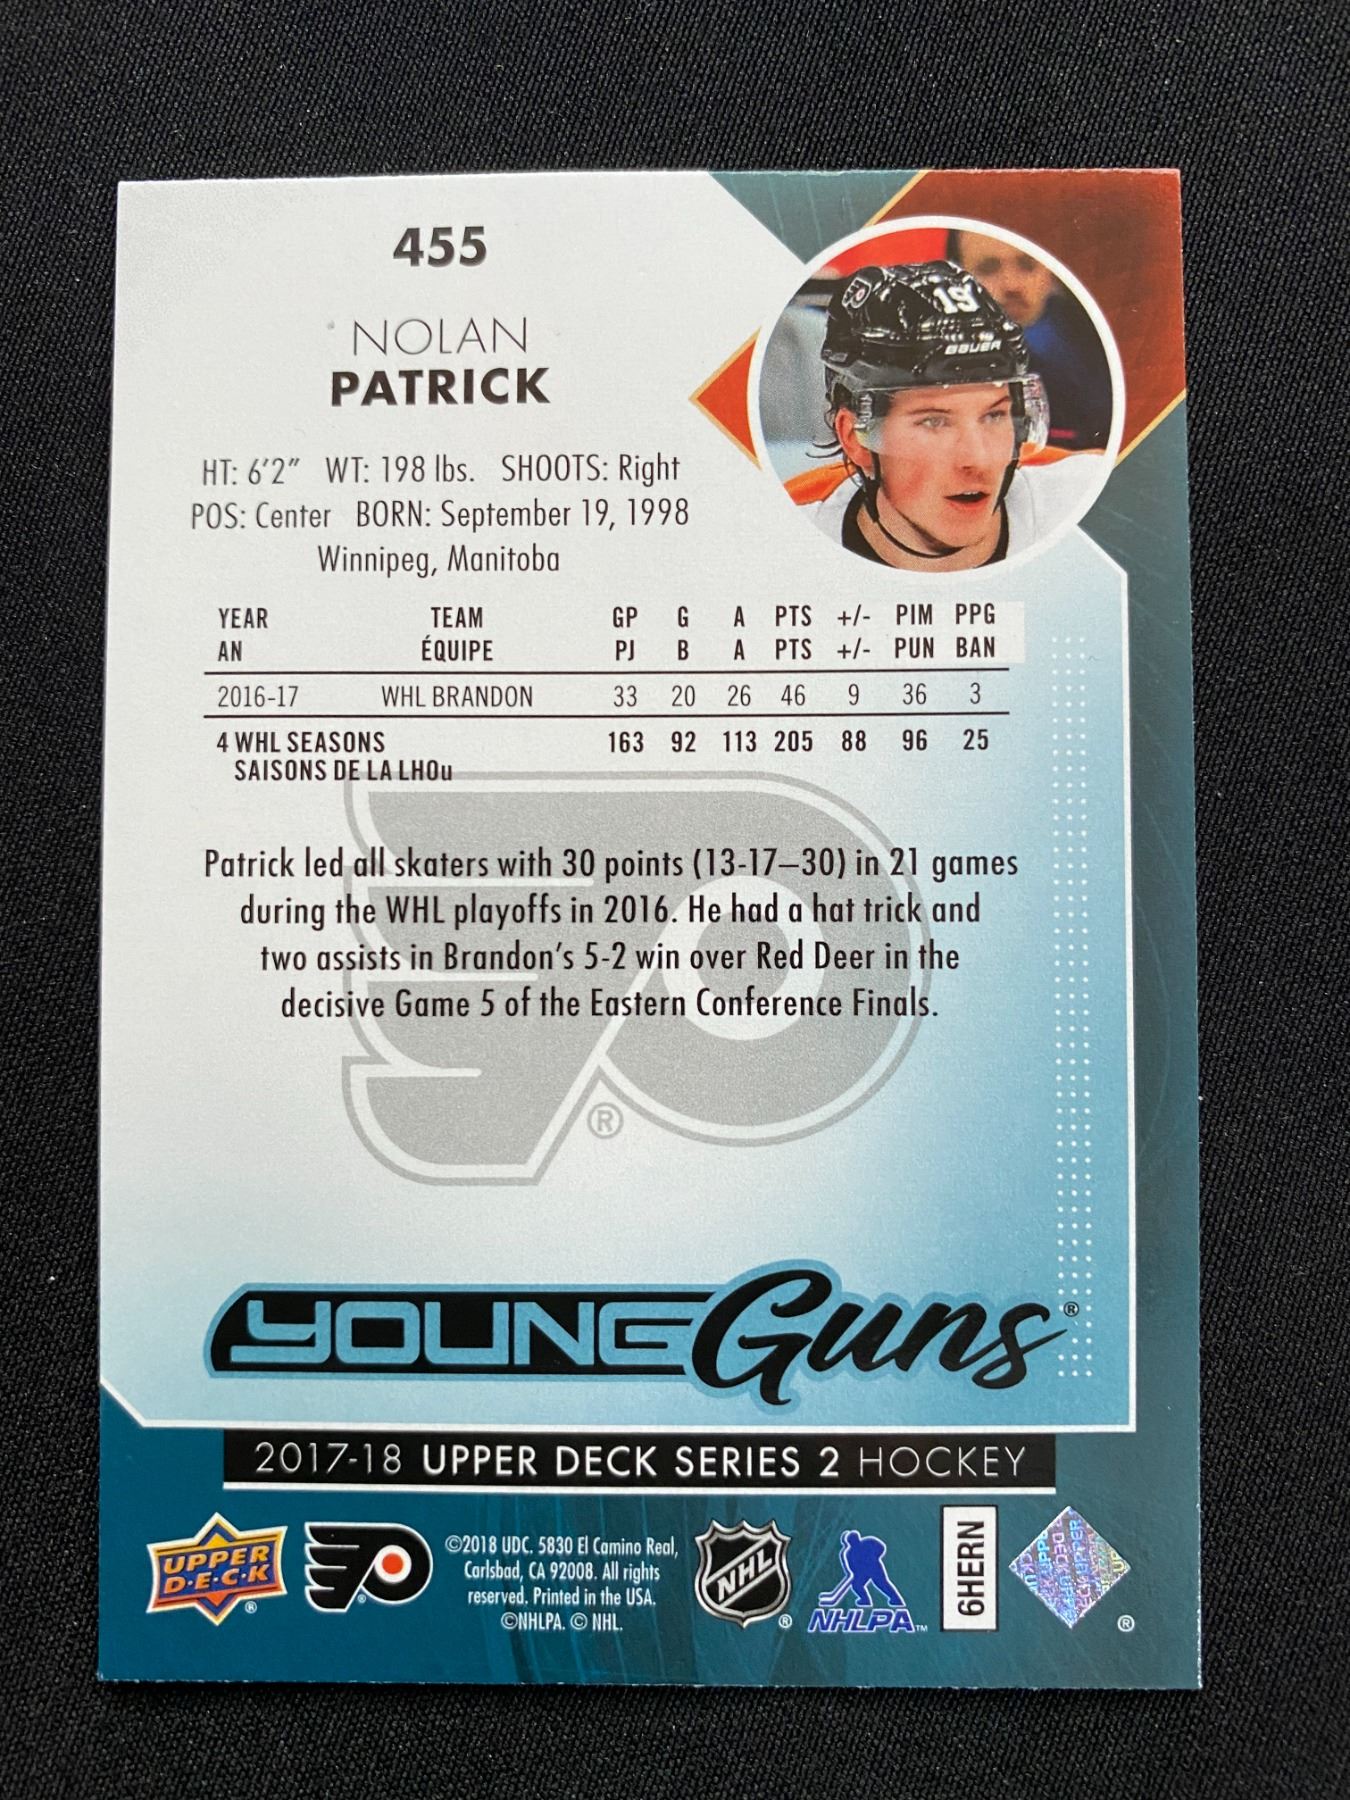 455
NOLAN
PATRICK
19
BAUER
HT: 6'2" WT: 198 lbs. SHOOTS: Right
POS: Center BORN: September 19, 1998
Winnipeg, Manitoba
YEAR TEAM GP G A PTS +/- PIM PPG
AN ÉQUIPE PJ B A PTS +/- PUN BAN
2016-17 WHL BRANDON 33 20 26 46 9 36 3
4 WHL SEASONS 163 92 113 205 88 96 25
SAISONS DE LA LHOu
Patrick led all skaters with 30 points (13-17–30) in 21 games
during the WHL playoffs in 2016. He had a hat trick and
two assists in Brandon's 5-2 win over Red Deer in the
decisive Game 5 of the Eastern Conference Finals.
®
YOUNG Guns®
2017-18 UPPER DECK SERIES 2 HOCKEY
UPPER
D·E·C·K
®
®
©2018 UDC. 5830 El Camino Real,
Carlsbad, CA 92008. All rights
reserved. Printed in the USA.
©NHLPA. © NHL.
NHL
®
NHLPA™
6HERN
®